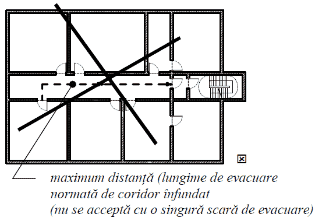 maximum distanță (lungime de evacuare
normată de coridor înfundat
(nu se acceptă cu o singură scară de evacuare)